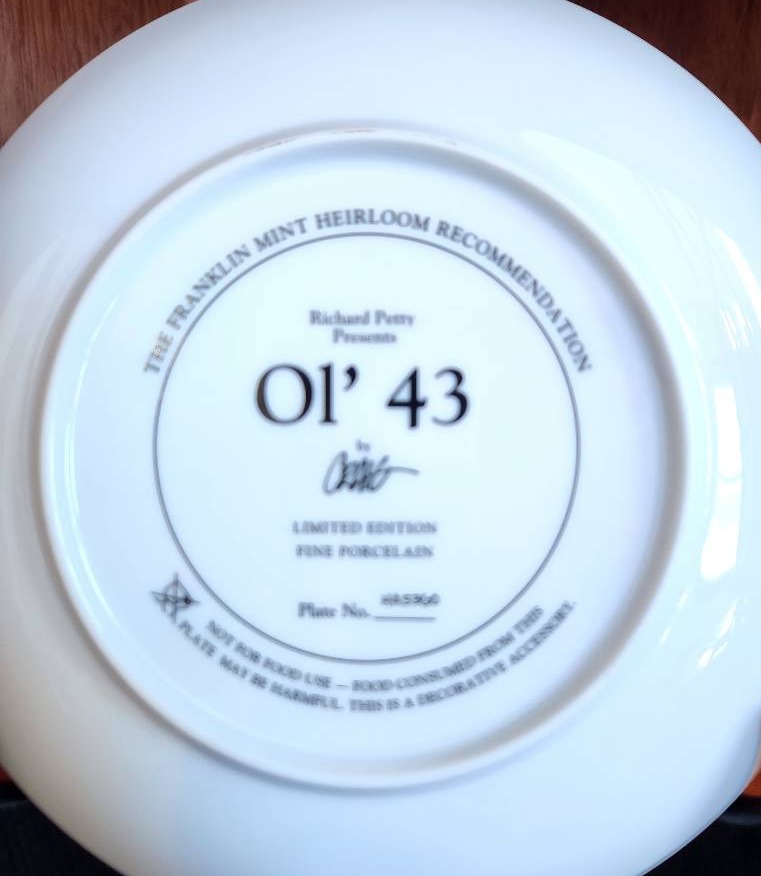 THE FRANKLIN MINT HEIRLOOM RECOMMENDATION
Richard Petty
Presents
Ol' 43
by
LIMITED EDITION
FINE PORCELAIN
Plate No.
NOT FOR FOOD USE — FOOD CONSUMED FROM THIS
PLATE MAY BE HARMFUL. THIS IS A DECORATIVE ACCESSORY.